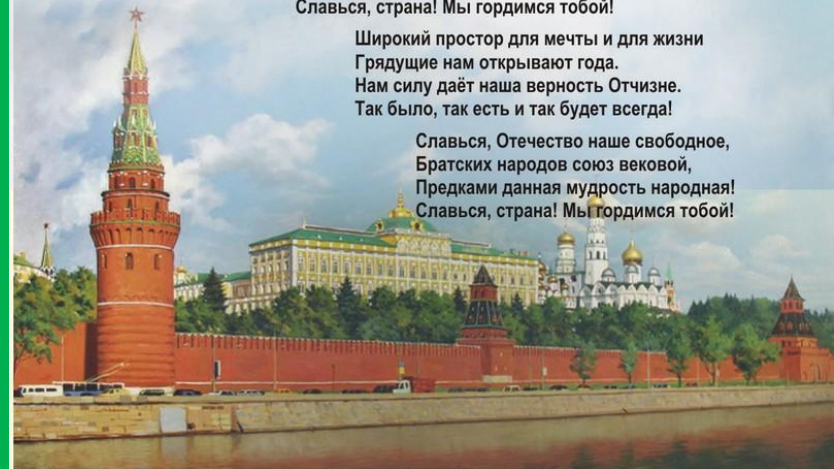 Славься, страна! Мы гордимся тобой!
Широкий простор для мечты и для жизни
Грядущие нам открывают года.
Нам силу даёт наша верность Отчизне.
Так было, так есть и так будет всегда!
Славься, Отечество наше свободное,
Братских народов союз вековой,
Предками данная мудрость народная!
Славься, страна! Мы гордимся тобой!